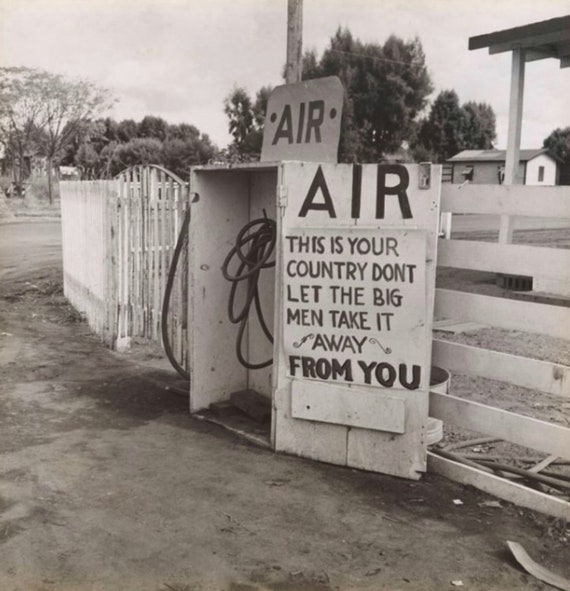 • AIR •
AIR
THIS IS YOUR
COUNTRY DONT
LET THE BIG
MEN TAKE IT
AWAY
FROM YOU